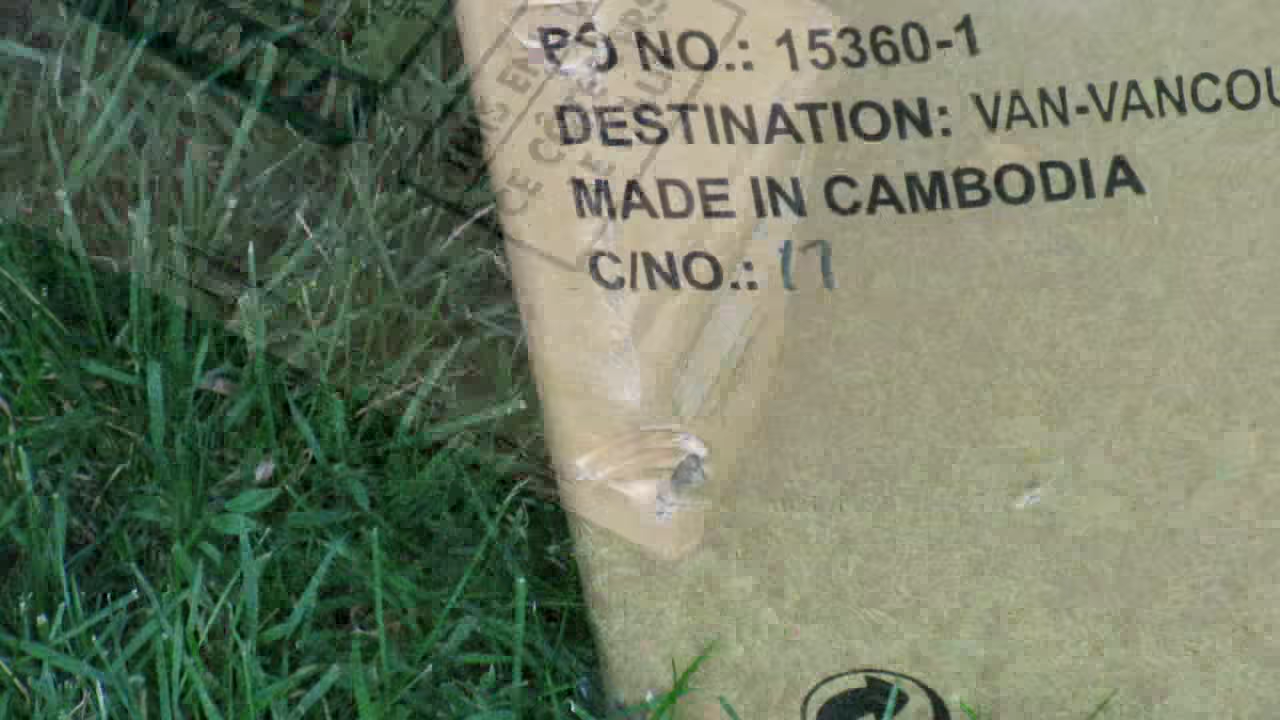 PO NO.: 15360-1
DESTINATION: VAN-VANCOU
MADE IN CAMBODIA
C/NO.: 17